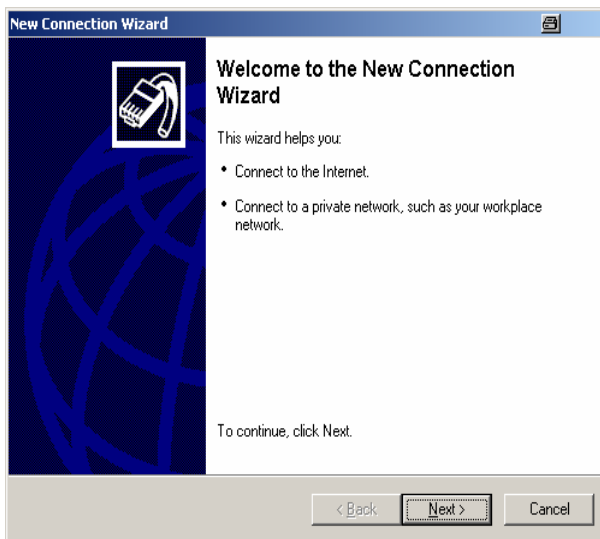 New Connection Wizard
Welcome to the New Connection
Wizard
This wizard helps you:
• Connect to the Internet.
• Connect to a private network, such as your workplace
network.
To continue, click Next.
< Back
Next >
Cancel